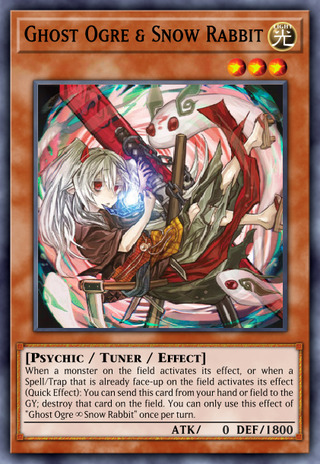 Ghost Ogre & Snow Rabbit
LIGHT
光
[Psychic / Tuner / Effect]
When a monster on the field activates its effect, or when a
Spell/Trap that is already face-up on the field activates its effect
(Quick Effect): You can send this card from your hand or field to the
GY; destroy that card on the field. You can only use this effect of
"Ghost Ogre ∞ Snow Rabbit" once per turn.
ATK/ 0 DEF/1800